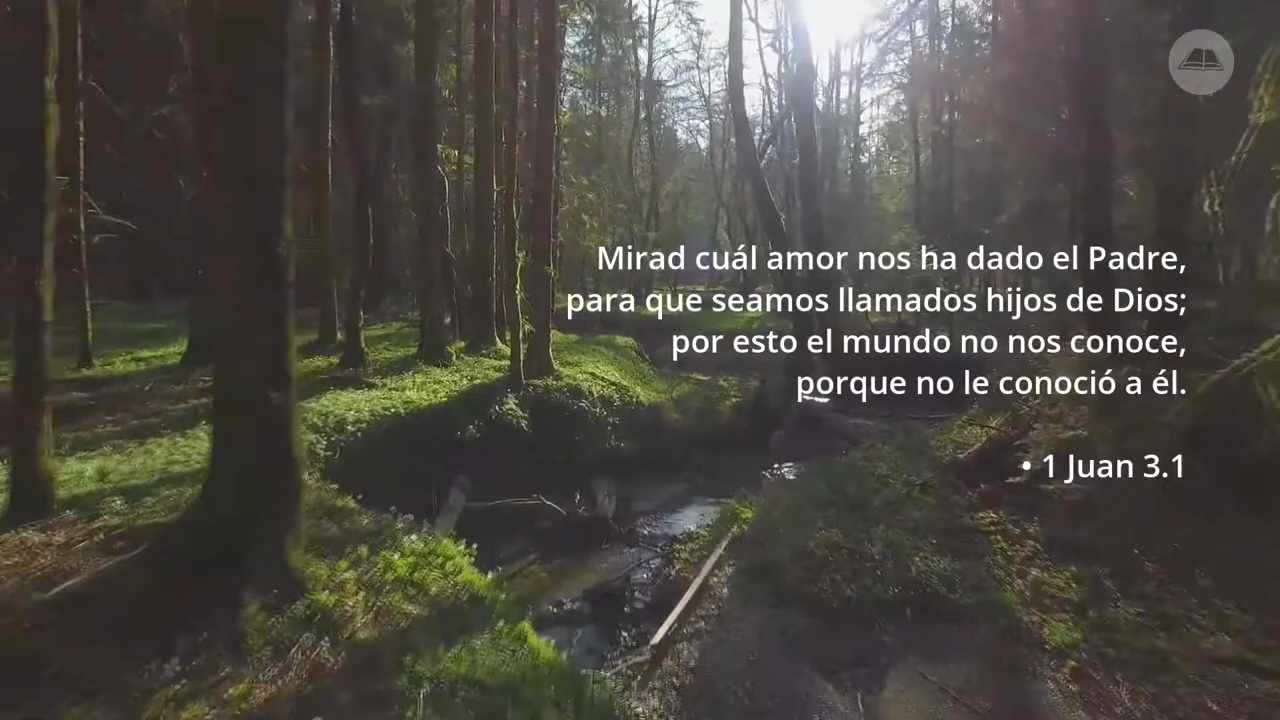 Mirad cuál amor nos ha dado el Padre,
para que seamos llamados hijos de Dios;
por esto el mundo no nos conoce,
porque no le conoció a él.
• 1 Juan 3.1